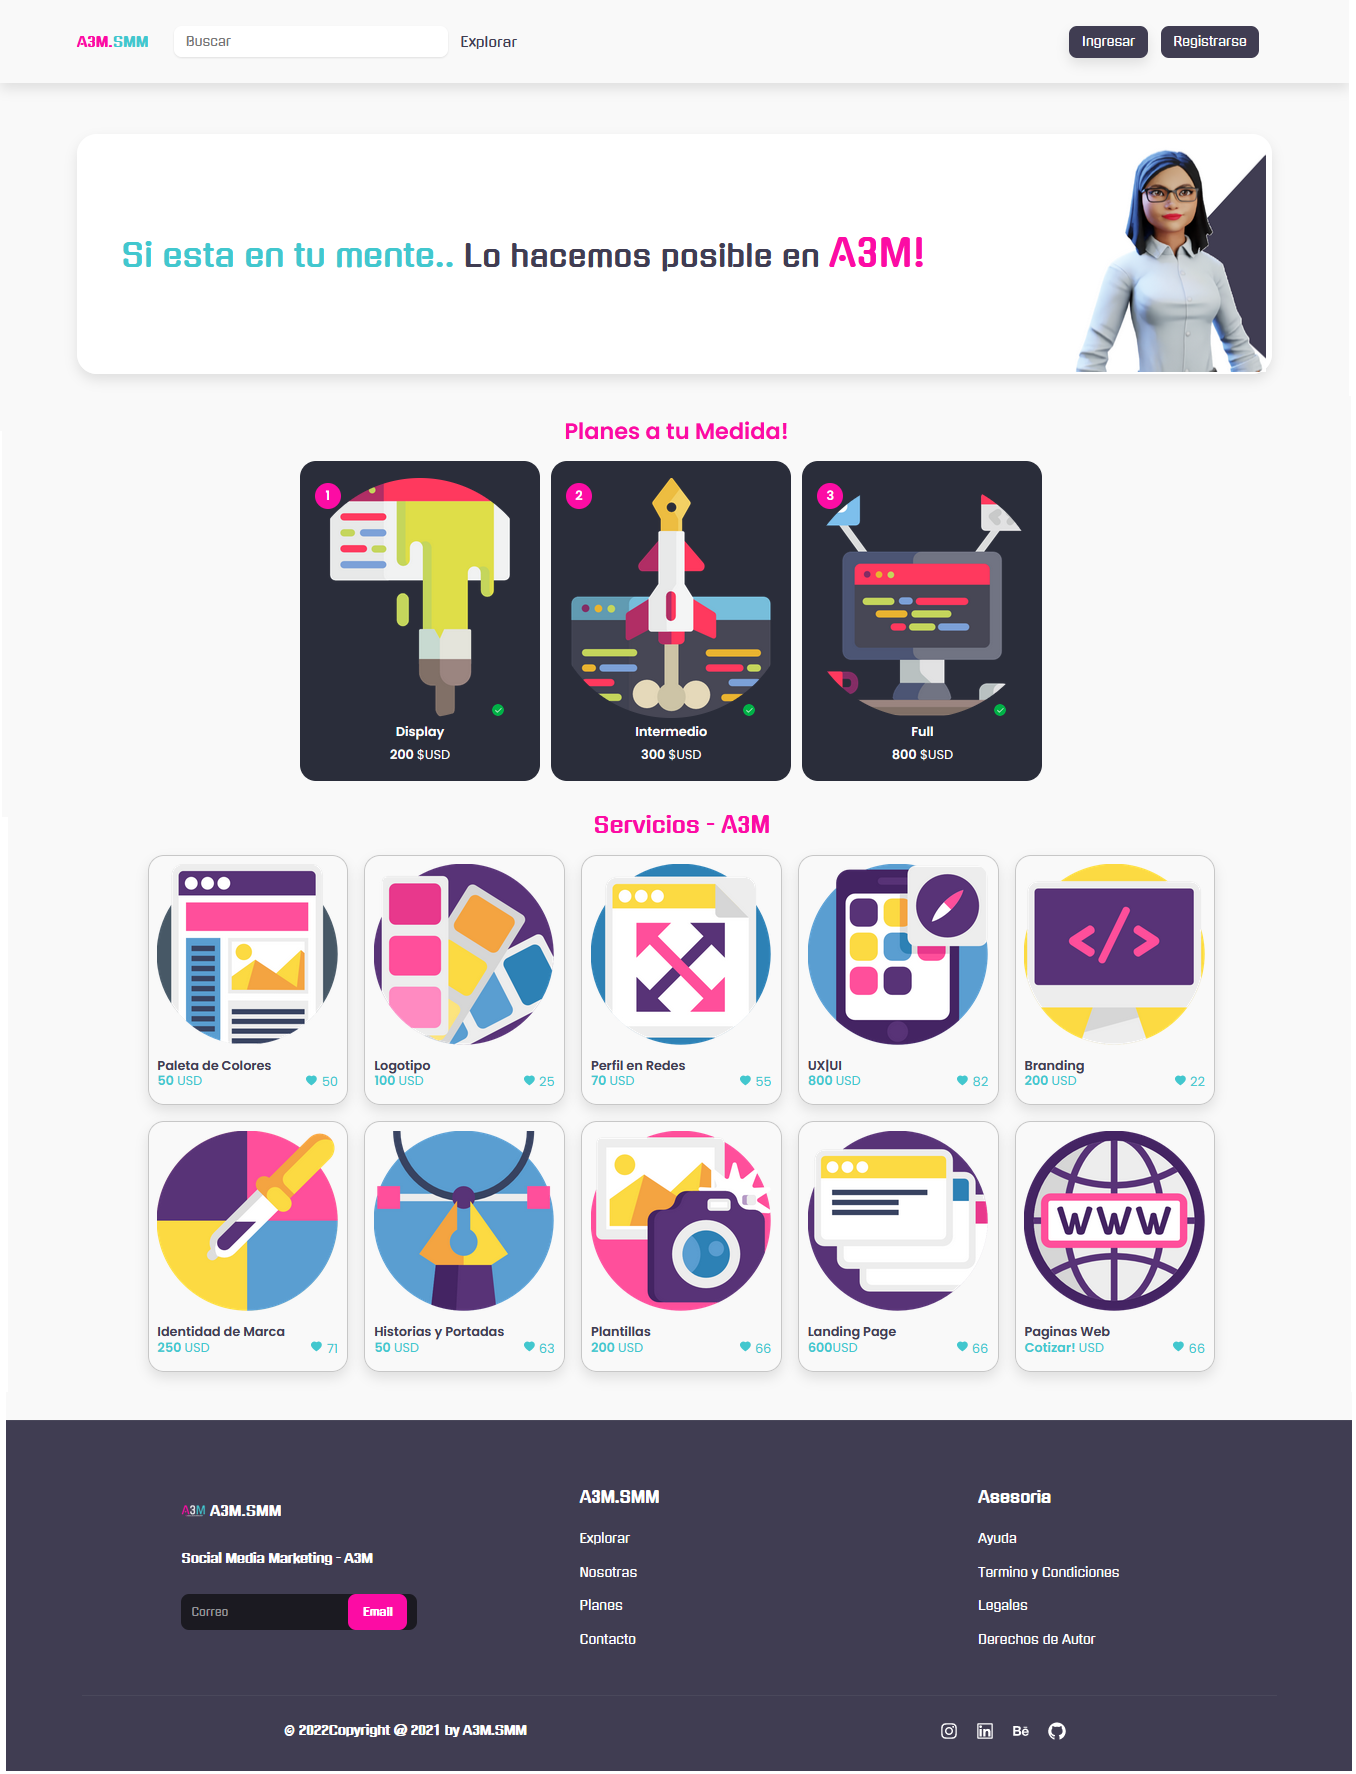 A3M.SMM
Buscar
Explorar
Ingresar
Registrarse
Si esta en tu mente.. Lo hacemos posible en A3M!
Planes a tu Medida!
1
Display
200 $USD
2
Intermedio
300 $USD
3
Full
800 $USD
Servicios - A3M
Paleta de Colores
50 USD
50
Logotipo
100 USD
25
Perfil en Redes
70 USD
55
UX|UI
800 USD
82
</>
Branding
200 USD
22
Identidad de Marca
250 USD
71
Historias y Portadas
50 USD
63
Plantillas
200 USD
66
Landing Page
600USD
66
WWW
Paginas Web
Cotizar! USD
66
A3M A3M.SMM
Social Media Marketing - A3M
Correo
Email
A3M.SMM
Explorar
Nosotras
Planes
Contacto
Asesoria
Ayuda
Termino y Condiciones
Legales
Derechos de Autor
© 2022Copyright @ 2021 by A3M.SMM
in
Bē